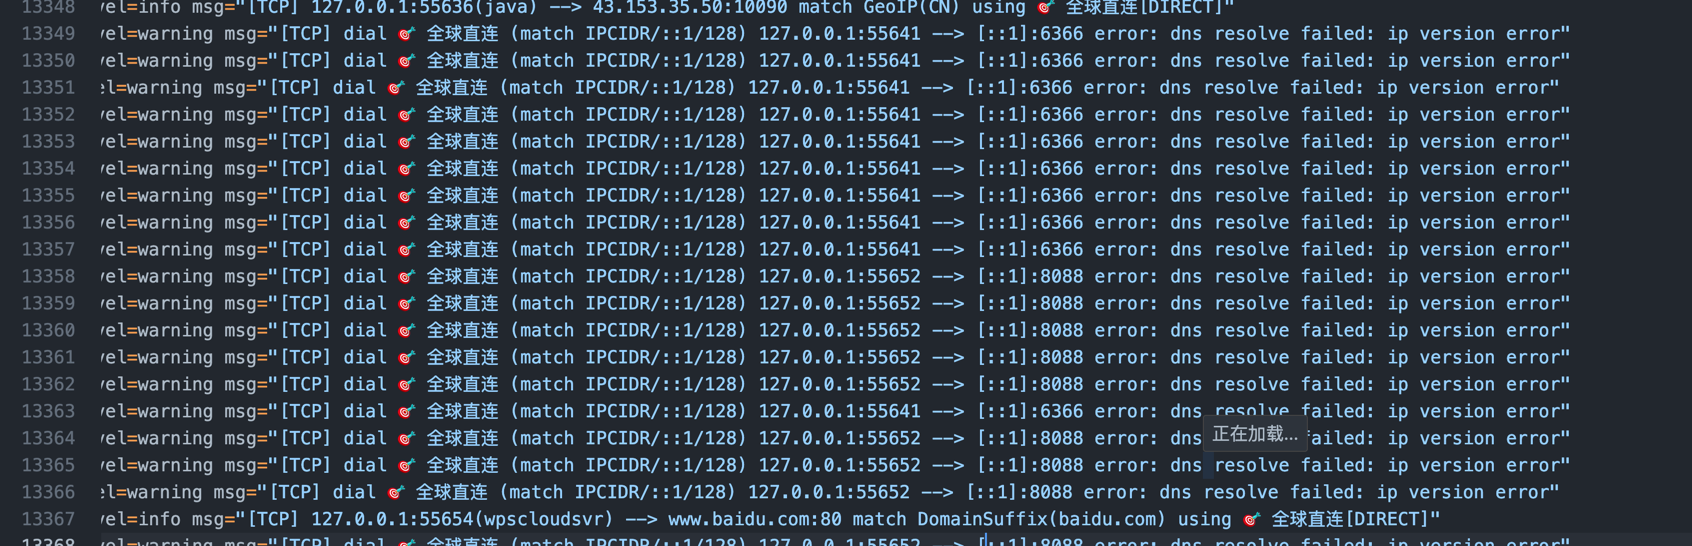 13348 vel=info msg="[TCP] 127.0.0.1:55636(java) --> 43.153.35.50:10090 match GeoIP(CN) using 🎯 全球直连[DIRECT]"
13349 vel=warning msg="[TCP] dial 🎯 全球直连 (match IPCIDR/::1/128) 127.0.0.1:55641 --> [::1]:6366 error: dns resolve failed: ip version error"
13350 vel=warning msg="[TCP] dial 🎯 全球直连 (match IPCIDR/::1/128) 127.0.0.1:55641 --> [::1]:6366 error: dns resolve failed: ip version error"
13351 el=warning msg="[TCP] dial 🎯 全球直连 (match IPCIDR/::1/128) 127.0.0.1:55641 --> [::1]:6366 error: dns resolve failed: ip version error"
13352 vel=warning msg="[TCP] dial 🎯 全球直连 (match IPCIDR/::1/128) 127.0.0.1:55641 --> [::1]:6366 error: dns resolve failed: ip version error"
13353 vel=warning msg="[TCP] dial 🎯 全球直连 (match IPCIDR/::1/128) 127.0.0.1:55641 --> [::1]:6366 error: dns resolve failed: ip version error"
13354 vel=warning msg="[TCP] dial 🎯 全球直连 (match IPCIDR/::1/128) 127.0.0.1:55641 --> [::1]:6366 error: dns resolve failed: ip version error"
13355 vel=warning msg="[TCP] dial 🎯 全球直连 (match IPCIDR/::1/128) 127.0.0.1:55641 --> [::1]:6366 error: dns resolve failed: ip version error"
13356 vel=warning msg="[TCP] dial 🎯 全球直连 (match IPCIDR/::1/128) 127.0.0.1:55641 --> [::1]:6366 error: dns resolve failed: ip version error"
13357 vel=warning msg="[TCP] dial 🎯 全球直连 (match IPCIDR/::1/128) 127.0.0.1:55641 --> [::1]:6366 error: dns resolve failed: ip version error"
13358 vel=warning msg="[TCP] dial 🎯 全球直连 (match IPCIDR/::1/128) 127.0.0.1:55652 --> [::1]:8088 error: dns resolve failed: ip version error"
13359 vel=warning msg="[TCP] dial 🎯 全球直连 (match IPCIDR/::1/128) 127.0.0.1:55652 --> [::1]:8088 error: dns resolve failed: ip version error"
13360 vel=warning msg="[TCP] dial 🎯 全球直连 (match IPCIDR/::1/128) 127.0.0.1:55652 --> [::1]:8088 error: dns resolve failed: ip version error"
13361 vel=warning msg="[TCP] dial 🎯 全球直连 (match IPCIDR/::1/128) 127.0.0.1:55652 --> [::1]:8088 error: dns resolve failed: ip version error"
13362 vel=warning msg="[TCP] dial 🎯 全球直连 (match IPCIDR/::1/128) 127.0.0.1:55652 --> [::1]:8088 error: dns resolve failed: ip version error"
13363 vel=warning msg="[TCP] dial 🎯 全球直连 (match IPCIDR/::1/128) 127.0.0.1:55641 --> [::1]:6366 error: dns resolve failed: ip version error"
13364 vel=warning msg="[TCP] dial 🎯 全球直连 (match IPCIDR/::1/128) 127.0.0.1:55652 --> [::1]:8088 error: dns 正在加载... ailed: ip version error"
13365 vel=warning msg="[TCP] dial 🎯 全球直连 (match IPCIDR/::1/128) 127.0.0.1:55652 --> [::1]:8088 error: dns resolve failed: ip version error"
13366 el=warning msg="[TCP] dial 🎯 全球直连 (match IPCIDR/::1/128) 127.0.0.1:55652 --> [::1]:8088 error: dns resolve failed: ip version error"
13367 vel=info msg="[TCP] 127.0.0.1:55654(wpscloudsvr) --> www.baidu.com:80 match DomainSuffix(baidu.com) using 🎯 全球直连[DIRECT]"
13368 vel=warning msg="[TCP] dial 🎯 全球直连 (match IPCIDR/::1/128) 127.0.0.1:55652 --> [::1]:8088 error: dns resolve failed: ip version error"